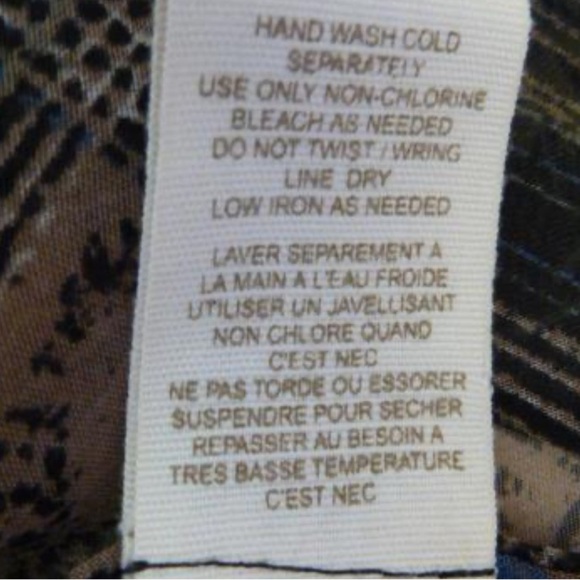 HAND WASH COLD
SEPARATELY
USE ONLY NON-CHLORINE
BLEACH AS NEEDED
DO NOT TWIST / WRING
LINE DRY
LOW IRON AS NEEDED
LAVER SEPAREMENT A
LA MAIN A L'EAU FROIDE
UTILISER UN JAVELLISANT
NON CHLORE QUAND
C'EST NEC
NE PAS TORDE OU ESSORER
SUSPENDRE POUR SECHER
REPASSER AU BESOIN A
TRES BASSE TEMPERATURE
C'EST NEC